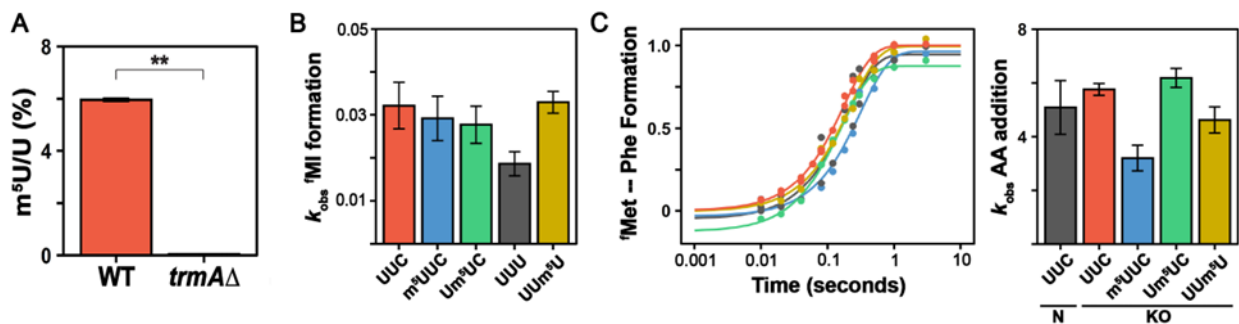 A
m⁵U/U (%)
8
4
0
**
WT
trmAΔ
B
k_obs ᶠMI formation
0.05
0.03
0.01
UUC
m⁵UUC
Um⁵UC
UUU
UUm⁵U
C
ᶠMet -- Phe Formation
1.0
0.5
0
0.001
0.01
0.1
1
10
Time (seconds)
k_obs AA addition
8
4
0
UUC
UUC
m⁵UUC
Um⁵UC
UUm⁵U
N
KO